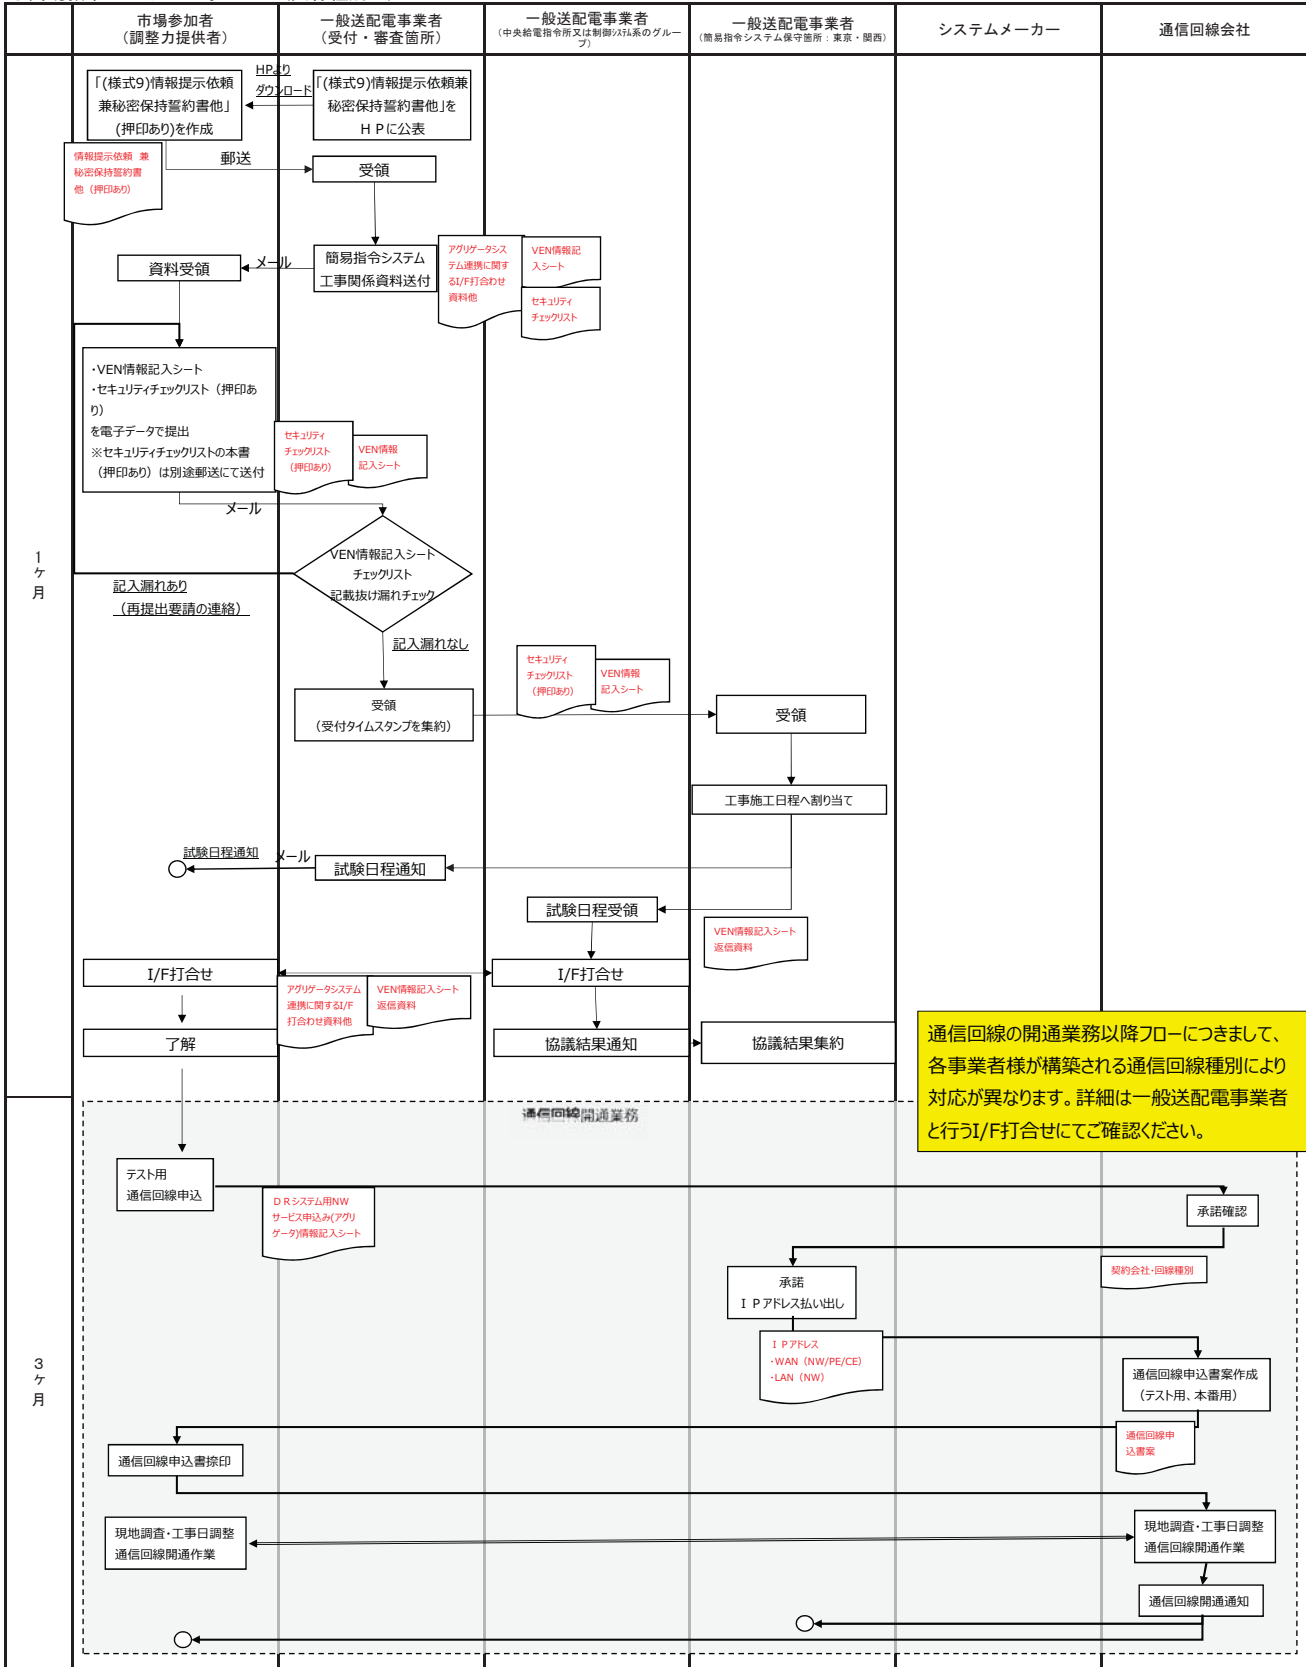 市場参加者
（調整力提供者）
一般送配電事業者
（受付・審査箇所）
一般送配電事業者
（中央給電指令所又は制御システム系のグルー
プ）
一般送配電事業者
（簡易指令システム保守箇所：東京・関西）
システムメーカー
通信回線会社
1
ヶ
月
「(様式9)情報提示依頼
兼秘密保持誓約書他」
(押印あり)を作成
HPより
ダウンロード
「(様式9)情報提示依頼兼
秘密保持誓約書他」を
ＨＰに公表
情報提示依頼　兼
秘密保持誓約書
他（押印あり）
郵送
受領
資料受領
メール
簡易指令システム
工事関係資料送付
アグリゲータシス
テム連携に関す
るI/F打合わせ
資料他
VEN情報記
入シート
セキュリティ
チェックリスト
・VEN情報記入シート
・セキュリティチェックリスト（押印あ
り）
を電子データで提出
※セキュリティチェックリストの本書
（押印あり）は別途郵送にて送付
セキュリティ
チェックリスト
（押印あり）
VEN情報
記入シート
メール
VEN情報記入シート
チェックリスト
記載抜け漏れチェック
記入漏れあり
（再提出要請の連絡）
記入漏れなし
セキュリティ
チェックリスト
（押印あり）
VEN情報
記入シート
受領
（受付タイムスタンプを集約）
受領
工事施工日程へ割り当て
試験日程通知
メール
試験日程通知
試験日程受領
VEN情報記入シート
返信資料
I/F打合せ
I/F打合せ
アグリゲータシステム
連携に関するI/F
打合わせ資料他
VEN情報記入シート
返信資料
了解
協議結果通知
協議結果集約
通信回線の開通業務以降フローにつきまして、
各事業者様が構築される通信回線種別により
対応が異なります。詳細は一般送配電事業者
と行うI/F打合せにてご確認ください。
3
ヶ
月
通信回線開通業務
テスト用
通信回線申込
ＤＲシステム用NW
サービス申込み(アグリ
ゲータ)情報記入シート
承諾確認
契約会社・回線種別
承諾
ＩＰアドレス払い出し
ＩＰアドレス
・WAN（NW/PE/CE）
・LAN（NW）
通信回線申込書案作成
（テスト用、本番用）
通信回線申
込書案
通信回線申込書捺印
現地調査・工事日調整
通信回線開通作業
現地調査・工事日調整
通信回線開通作業
通信回線開通通知